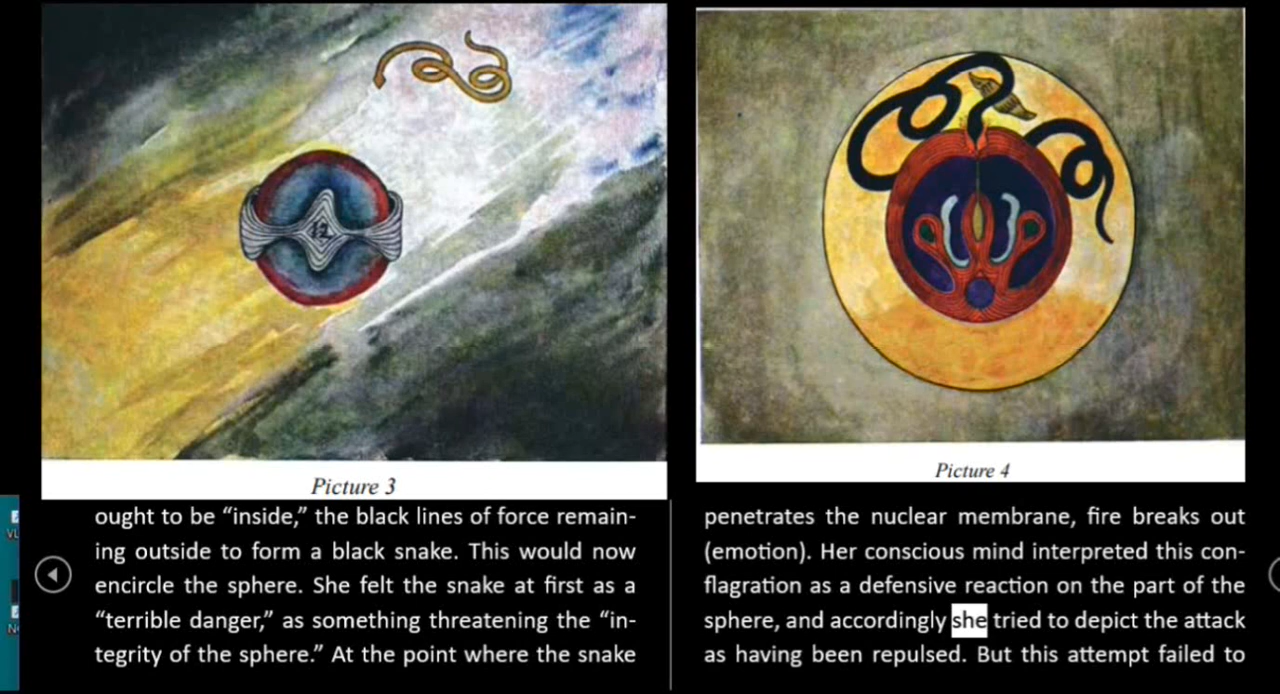 12
Picture 3
Picture 4
ought to be “inside,” the black lines of force remain-
ing outside to form a black snake. This would now
encircle the sphere. She felt the snake at first as a
“terrible danger,” as something threatening the “in-
tegrity of the sphere.” At the point where the snake
penetrates the nuclear membrane, fire breaks out
(emotion). Her conscious mind interpreted this con-
flagration as a defensive reaction on the part of the
sphere, and accordingly she tried to depict the attack
as having been repulsed. But this attempt failed to